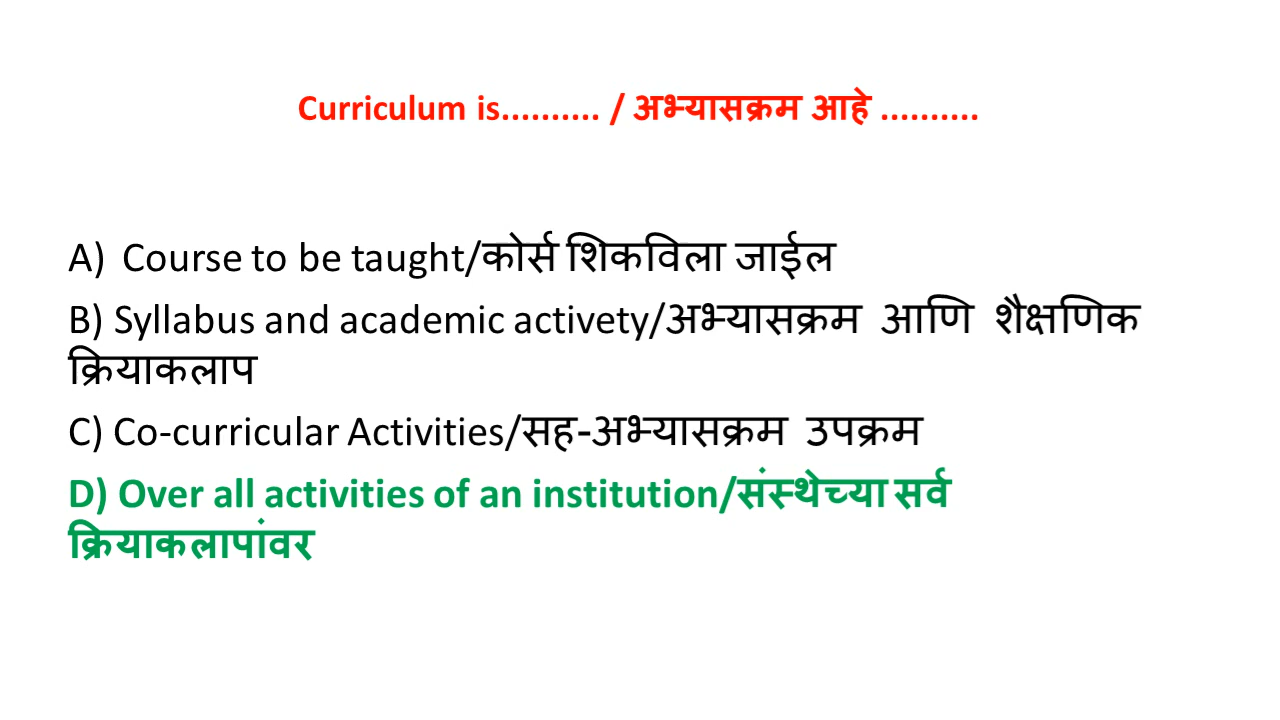 Curriculum is.......... / अभ्यासक्रम आहे ..........
A) Course to be taught/कोर्स शिकविला जाईल
B) Syllabus and academic activety/अभ्यासक्रम आणि शैक्षणिक
क्रियाकलाप
C) Co-curricular Activities/सह-अभ्यासक्रम उपक्रम
D) Over all activities of an institution/संस्थेच्या सर्व
क्रियाकलापांवर